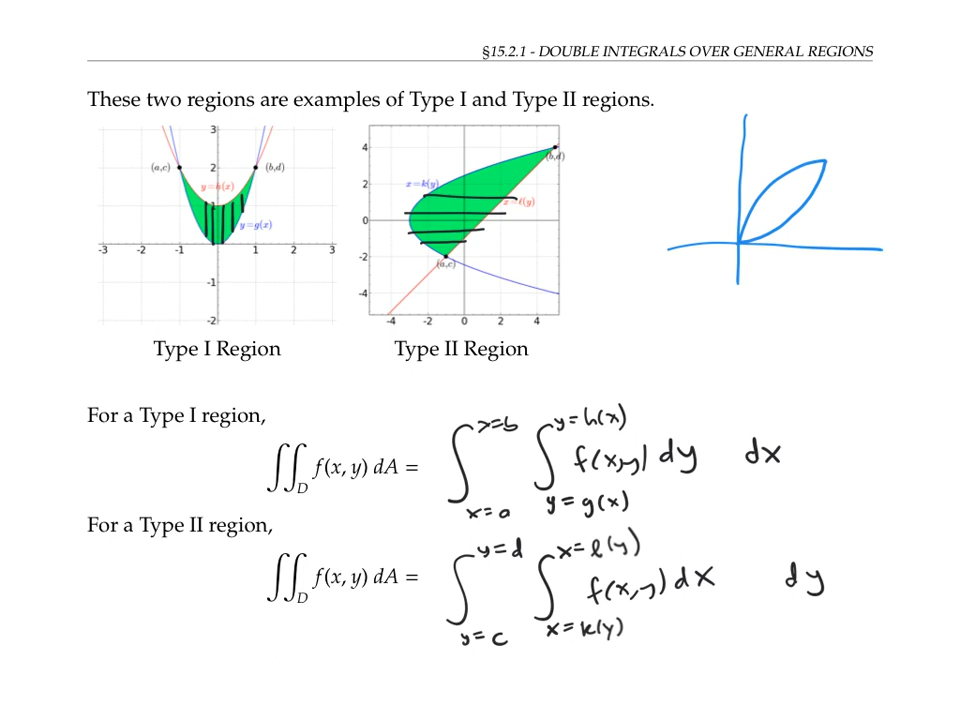 §15.2.1 - DOUBLE INTEGRALS OVER GENERAL REGIONS
These two regions are examples of Type I and Type II regions.
3
(a,c) 2 (b,d)
y=h(x)
1
y=g(x)
-3 -2 -1 1 2 3
-1
-2
4
(b,d)
2
x=k(y)
x=ℓ(y)
0
-2
(a,c)
-4
-4 -2 0 2 4
Type I Region Type II Region
For a Type I region,
∬_D f(x, y) dA = ∫_{x=a}^{x=b} ∫_{y=g(x)}^{y=h(x)} f(x,y) dy dx
For a Type II region,
∬_D f(x, y) dA = ∫_{y=c}^{y=d} ∫_{x=k(y)}^{x=ℓ(y)} f(x,y) dx dy